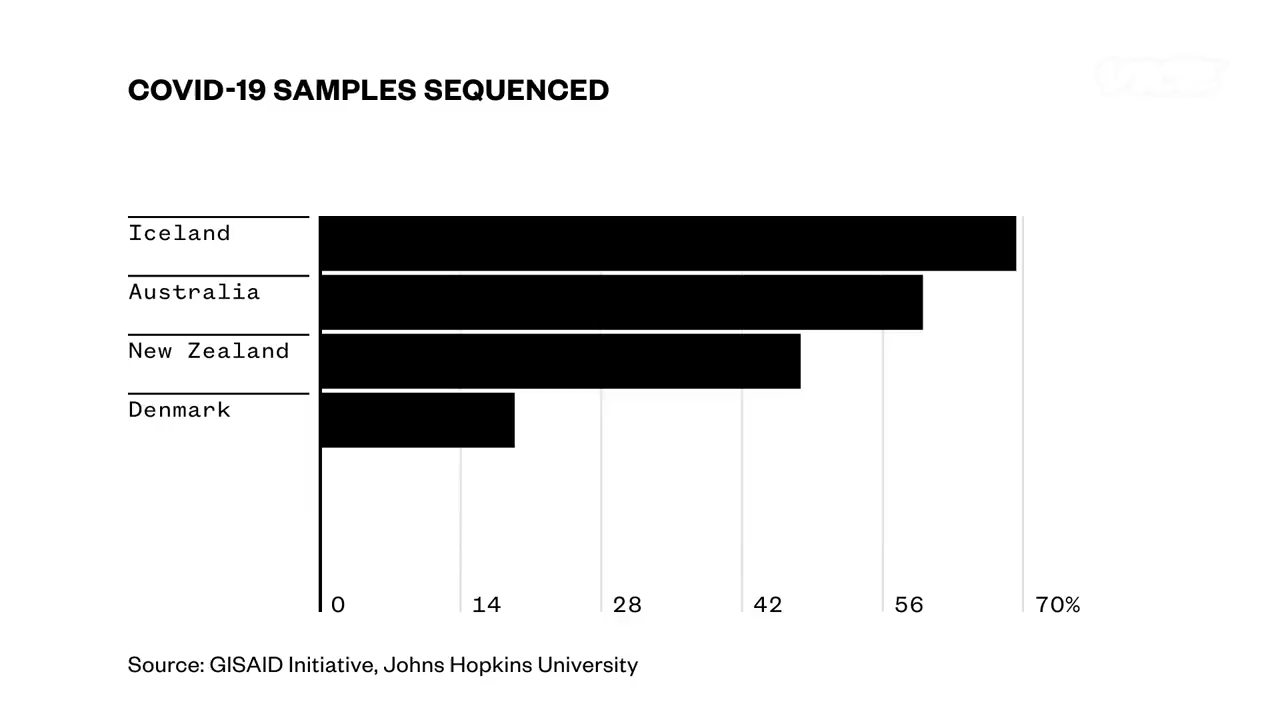 COVID-19 SAMPLES SEQUENCED
Iceland
Australia
New Zealand
Denmark
0 14 28 42 56 70%
Source: GISAID Initiative, Johns Hopkins University